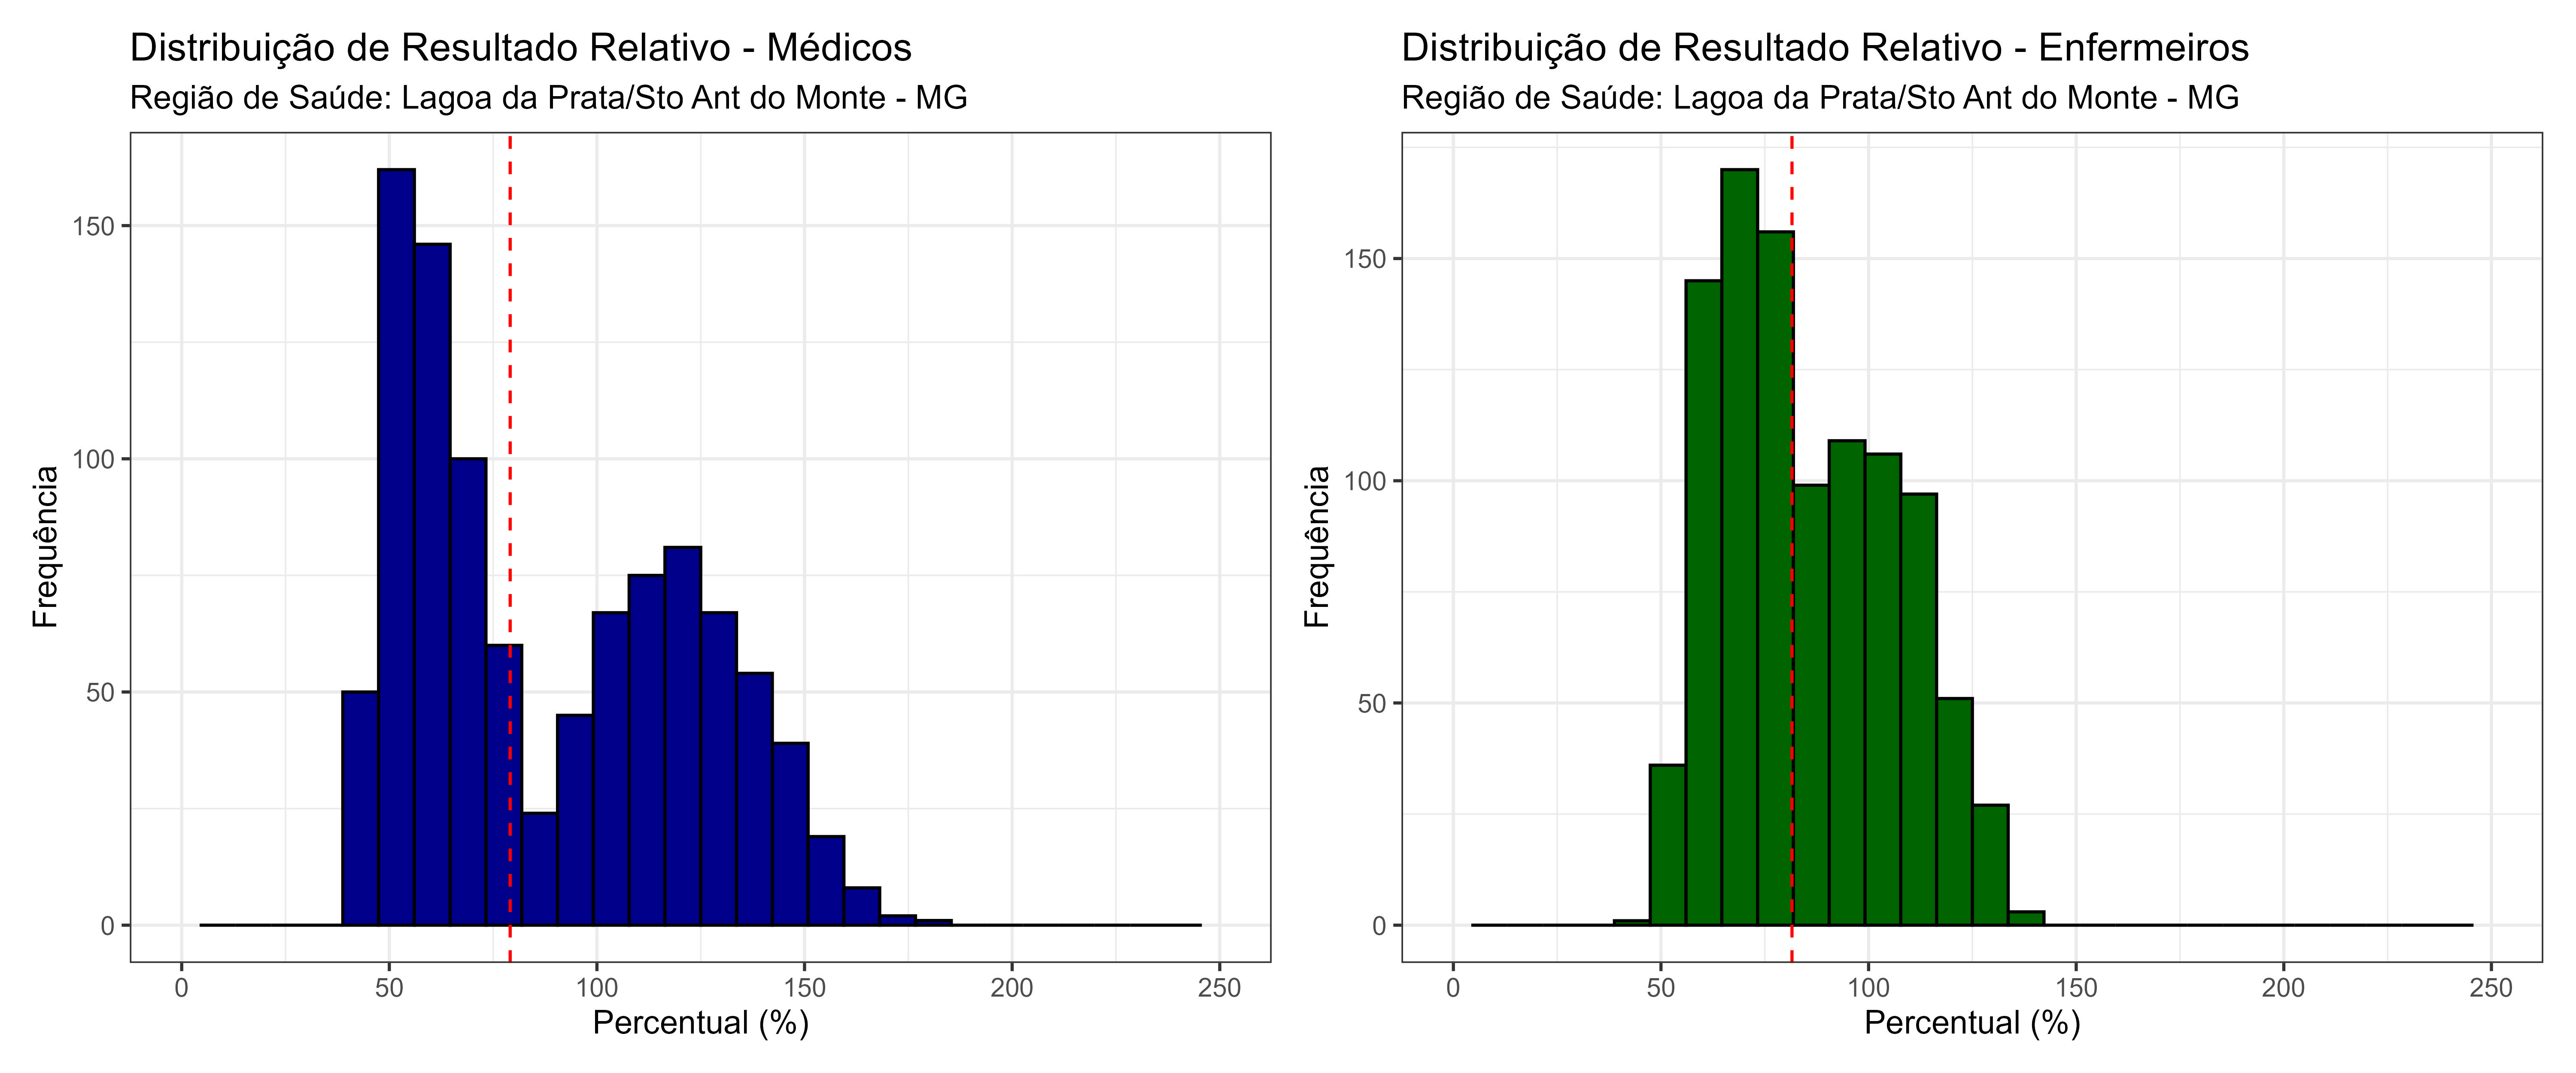 Distribuição de Resultado Relativo - Médicos
Região de Saúde: Lagoa da Prata/Sto Ant do Monte - MG
Frequência
150
100
50
0
0 50 100 150 200 250
Percentual (%)
Distribuição de Resultado Relativo - Enfermeiros
Região de Saúde: Lagoa da Prata/Sto Ant do Monte - MG
Frequência
150
100
50
0
0 50 100 150 200 250
Percentual (%)